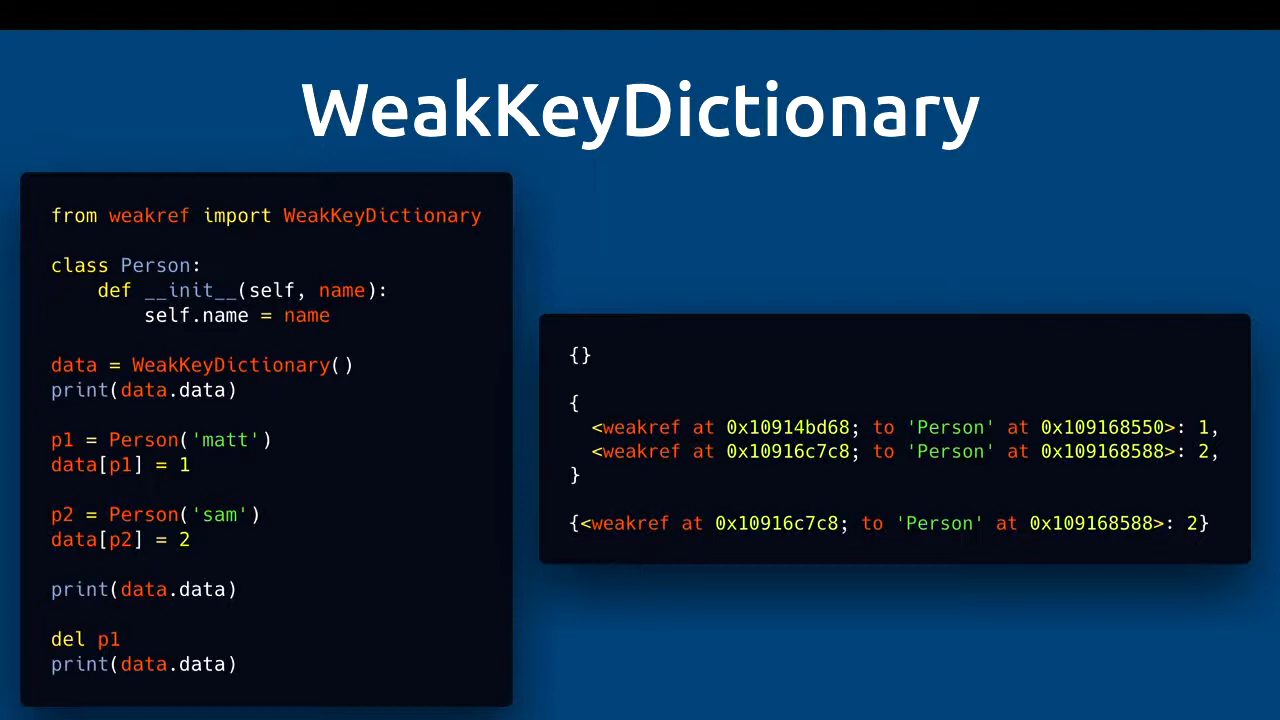 WeakKeyDictionary
from weakref import WeakKeyDictionary
class Person:
def __init__(self, name):
self.name = name
data = WeakKeyDictionary()
print(data.data)
p1 = Person('matt')
data[p1] = 1
p2 = Person('sam')
data[p2] = 2
print(data.data)
del p1
print(data.data)
{}
{
<weakref at 0x10914bd68; to 'Person' at 0x109168550>: 1,
<weakref at 0x10916c7c8; to 'Person' at 0x109168588>: 2,
}
{<weakref at 0x10916c7c8; to 'Person' at 0x109168588>: 2}